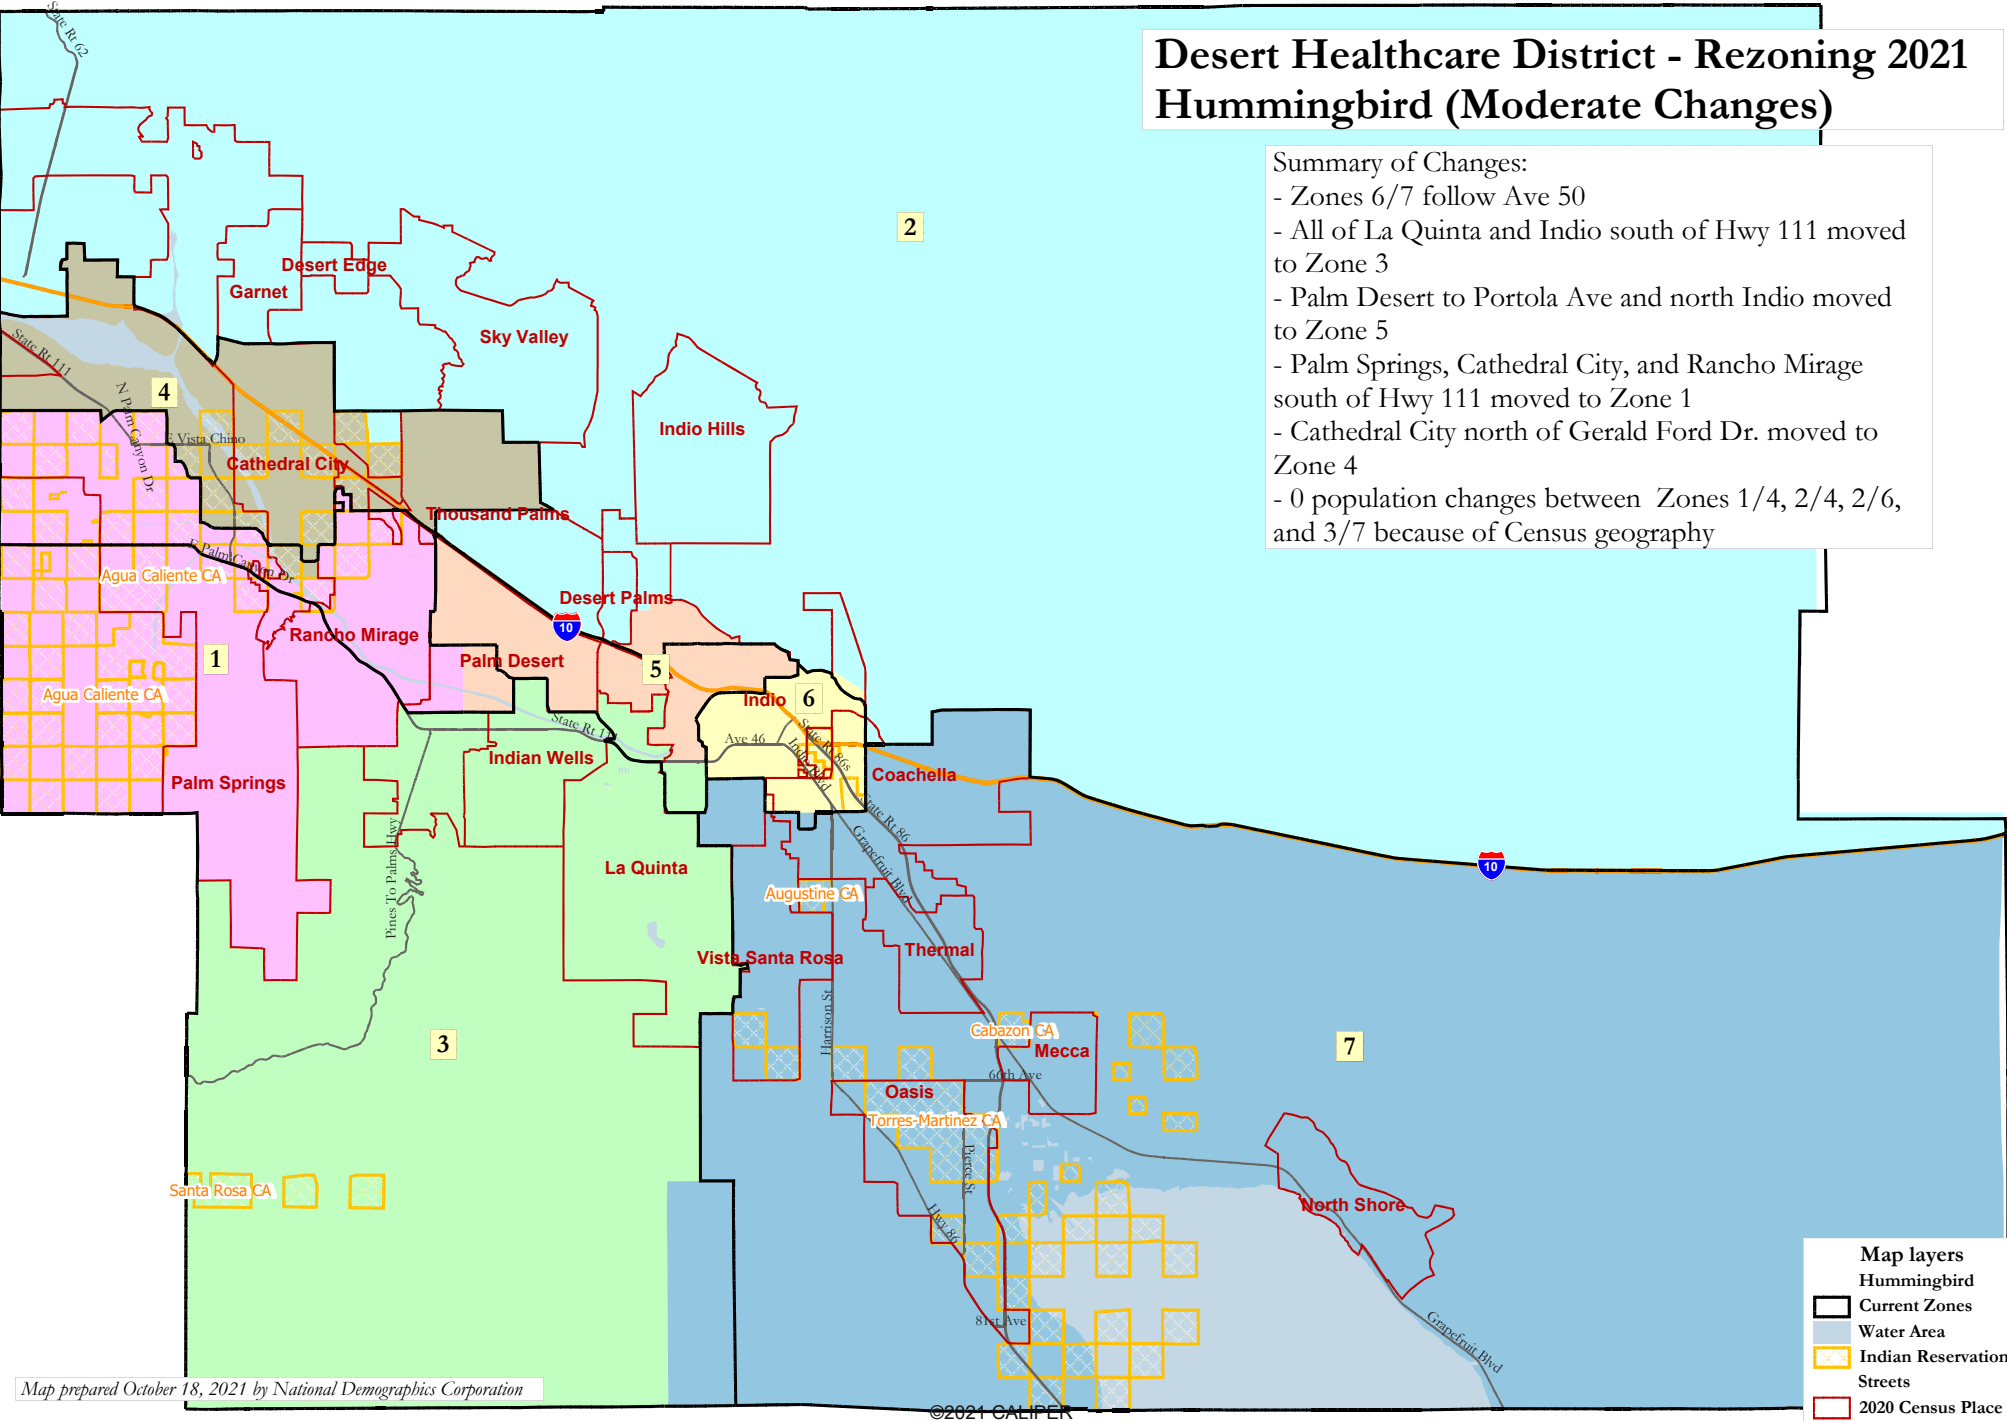 State Rt 62
Desert Healthcare District - Rezoning 2021
Hummingbird (Moderate Changes)
Summary of Changes:
- Zones 6/7 follow Ave 50
- All of La Quinta and Indio south of Hwy 111 moved
to Zone 3
- Palm Desert to Portola Ave and north Indio moved
to Zone 5
- Palm Springs, Cathedral City, and Rancho Mirage
south of Hwy 111 moved to Zone 1
- Cathedral City north of Gerald Ford Dr. moved to
Zone 4
- 0 population changes between Zones 1/4, 2/4, 2/6,
and 3/7 because of Census geography
2
Desert Edge
Garnet
Sky Valley
State Rt 111
4
N Palm Canyon Dr
Indio Hills
E Vista Chino
Cathedral City
Thousand Palms
E Palm Canyon Dr
Agua Caliente CA
Desert Palms
10
Rancho Mirage
1
Palm Desert
5
Agua Caliente CA
Indio
6
State Rt 111
Ave 46
Indio Blvd
State Rt 86s
Indian Wells
Coachella
Palm Springs
State Rt 86
Grapefruit Blvd
Pines To Palms Hwy
La Quinta
10
Augustine CA
Vista Santa Rosa
Thermal
Harrison St
Cabazon CA
3
Mecca
7
66th Ave
Oasis
Torres-Martinez CA
Pierce St
Santa Rosa CA
North Shore
Hwy 86
81st Ave
Grapefruit Blvd
Map layers
Hummingbird
Current Zones
Water Area
Indian Reservation
Streets
2020 Census Place
Map prepared October 18, 2021 by National Demographics Corporation
©2021 CALIPER